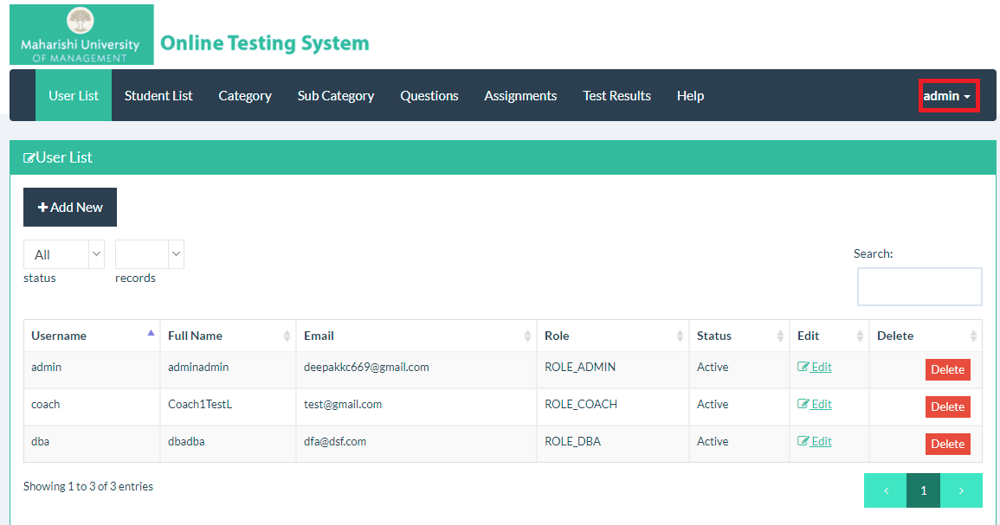 Maharishi University
OF MANAGEMENT
Online Testing System
User List Student List Category Sub Category Questions Assignments Test Results Help admin
User List
Add New
All
status records
Search:
Username Full Name Email Role Status Edit Delete
admin adminadmin deepakkc669@gmail.com ROLE_ADMIN Active Edit Delete
coach Coach1TestL test@gmail.com ROLE_COACH Active Edit Delete
dba dbadba dfa@dsf.com ROLE_DBA Active Edit Delete
Showing 1 to 3 of 3 entries
‹ 1 ›